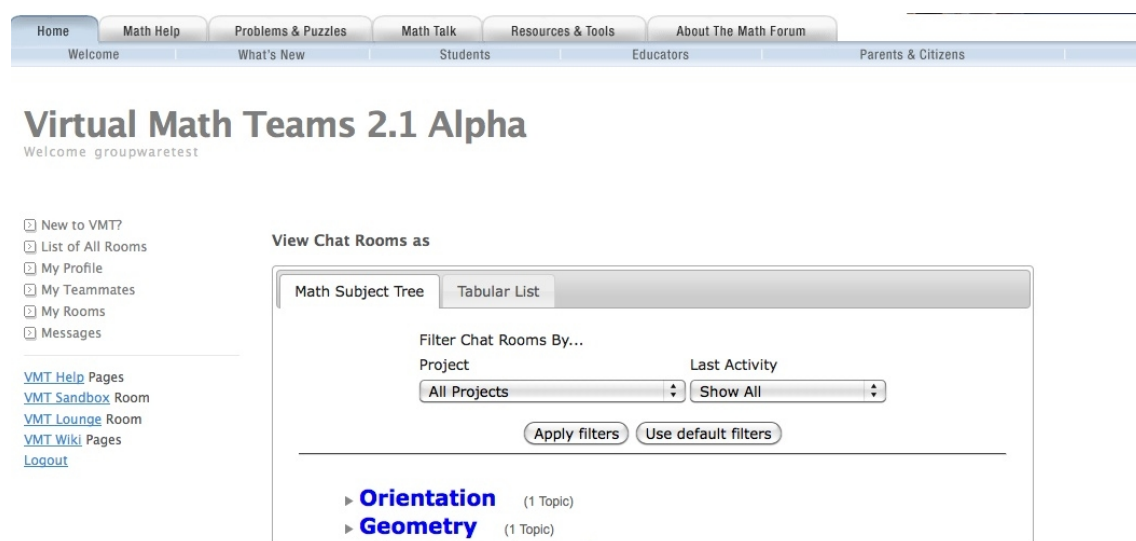 Home Math Help Problems & Puzzles Math Talk Resources & Tools About The Math Forum
Welcome What's New Students Educators Parents & Citizens
Virtual Math Teams 2.1 Alpha
Welcome groupwaretest
New to VMT?
List of All Rooms
My Profile
My Teammates
My Rooms
Messages
VMT Help Pages
VMT Sandbox Room
VMT Lounge Room
VMT Wiki Pages
Logout
View Chat Rooms as
Math Subject Tree Tabular List
Filter Chat Rooms By...
Project Last Activity
All Projects Show All
Apply filters Use default filters
Orientation (1 Topic)
Geometry (1 Topic)